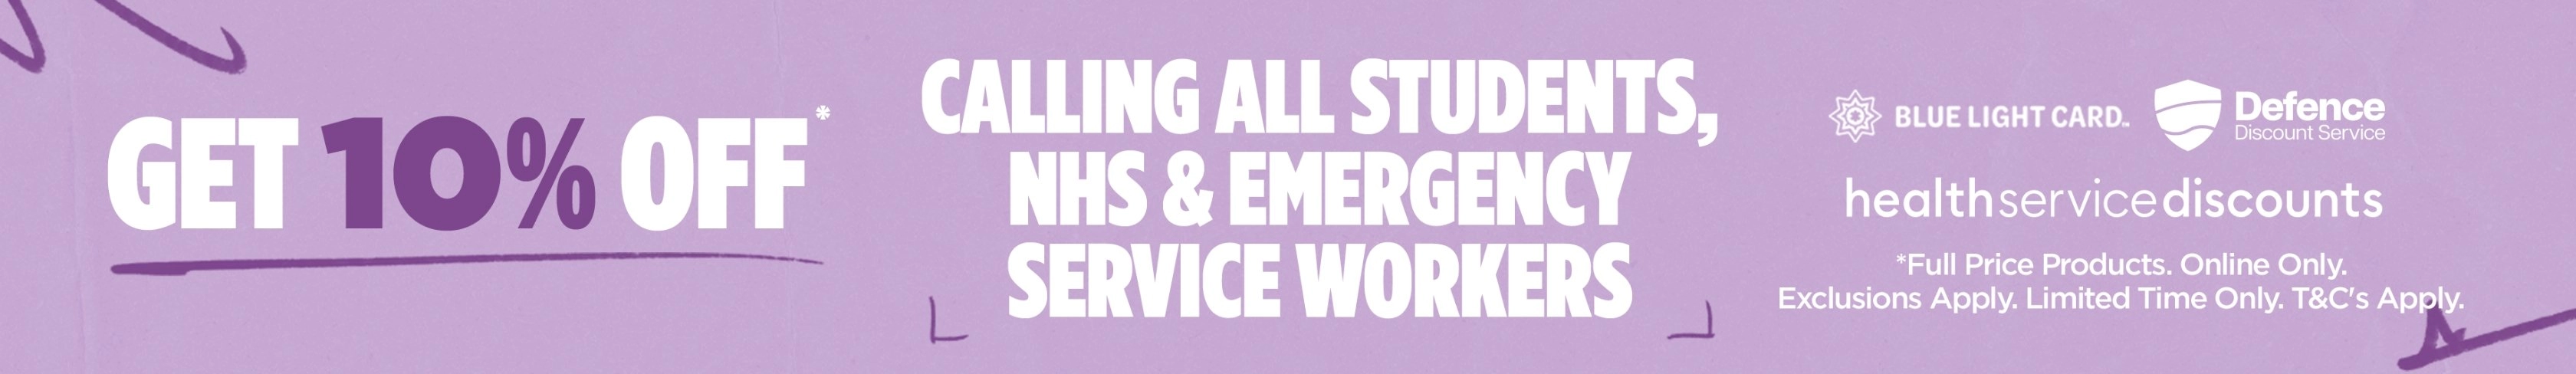 GET 10% OFF*
CALLING ALL STUDENTS,
NHS & EMERGENCY
SERVICE WORKERS
BLUE LIGHT CARD™
Defence
Discount Service
healthservicediscounts
*Full Price Products. Online Only.
Exclusions Apply. Limited Time Only. T&C's Apply.